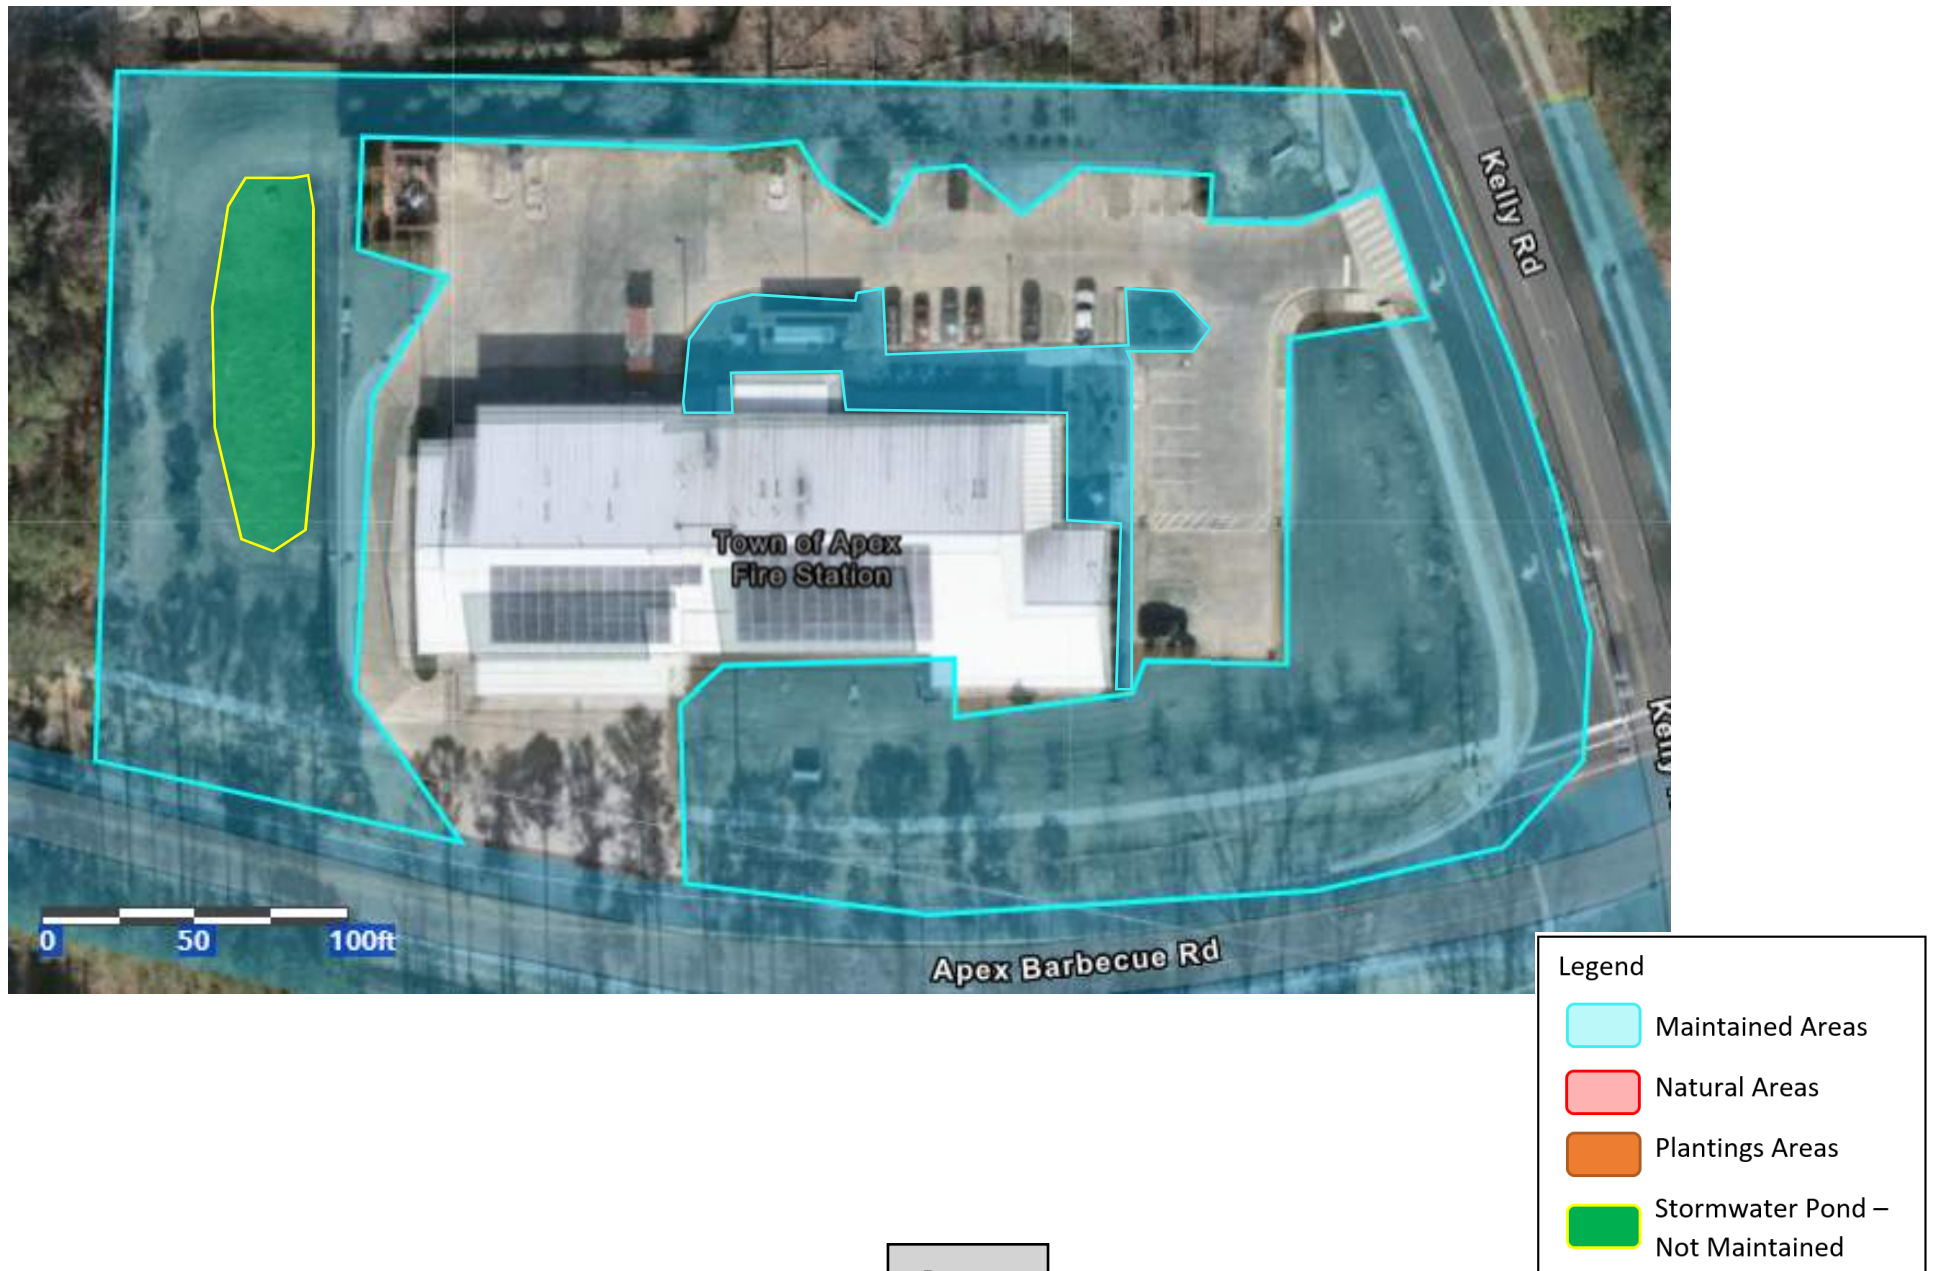 Kelly Rd
Town of Apex
Fire Station
Kelly
0 50 100ft
Apex Barbecue Rd
Legend
Maintained Areas
Natural Areas
Plantings Areas
Stormwater Pond –
Not Maintained